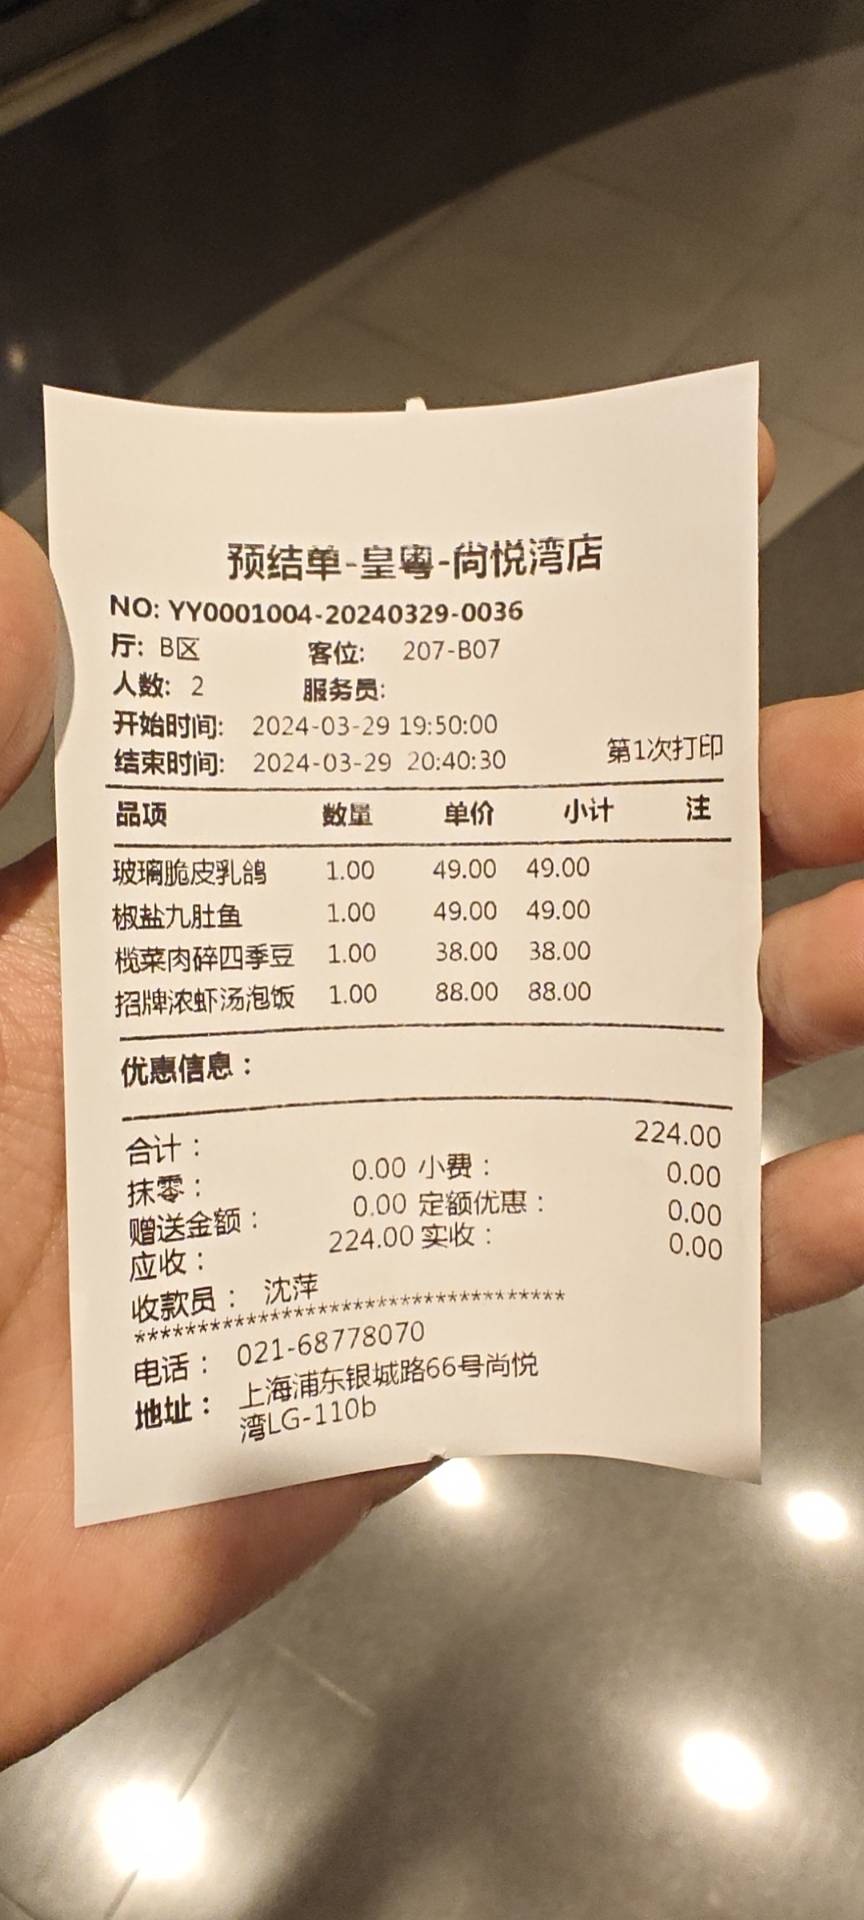 预结单-皇粤-尚悦湾店
NO: YY0001004-20240329-0036
厅: B区 客位: 207-B07
人数: 2 服务员:
开始时间: 2024-03-29 19:50:00
结束时间: 2024-03-29 20:40:30 第1次打印
品项 数量 单价 小计 注
玻璃脆皮乳鸽 1.00 49.00 49.00
椒盐九肚鱼 1.00 49.00 49.00
榄菜肉碎四季豆 1.00 38.00 38.00
招牌浓虾汤泡饭 1.00 88.00 88.00
优惠信息：
合计： 224.00
抹零： 0.00 小费： 0.00
赠送金额： 0.00 定额优惠： 0.00
应收： 224.00 实收： 0.00
收款员： 沈萍
**********************************
电话： 021-68778070
地址： 上海浦东银城路66号尚悦
湾LG-110b